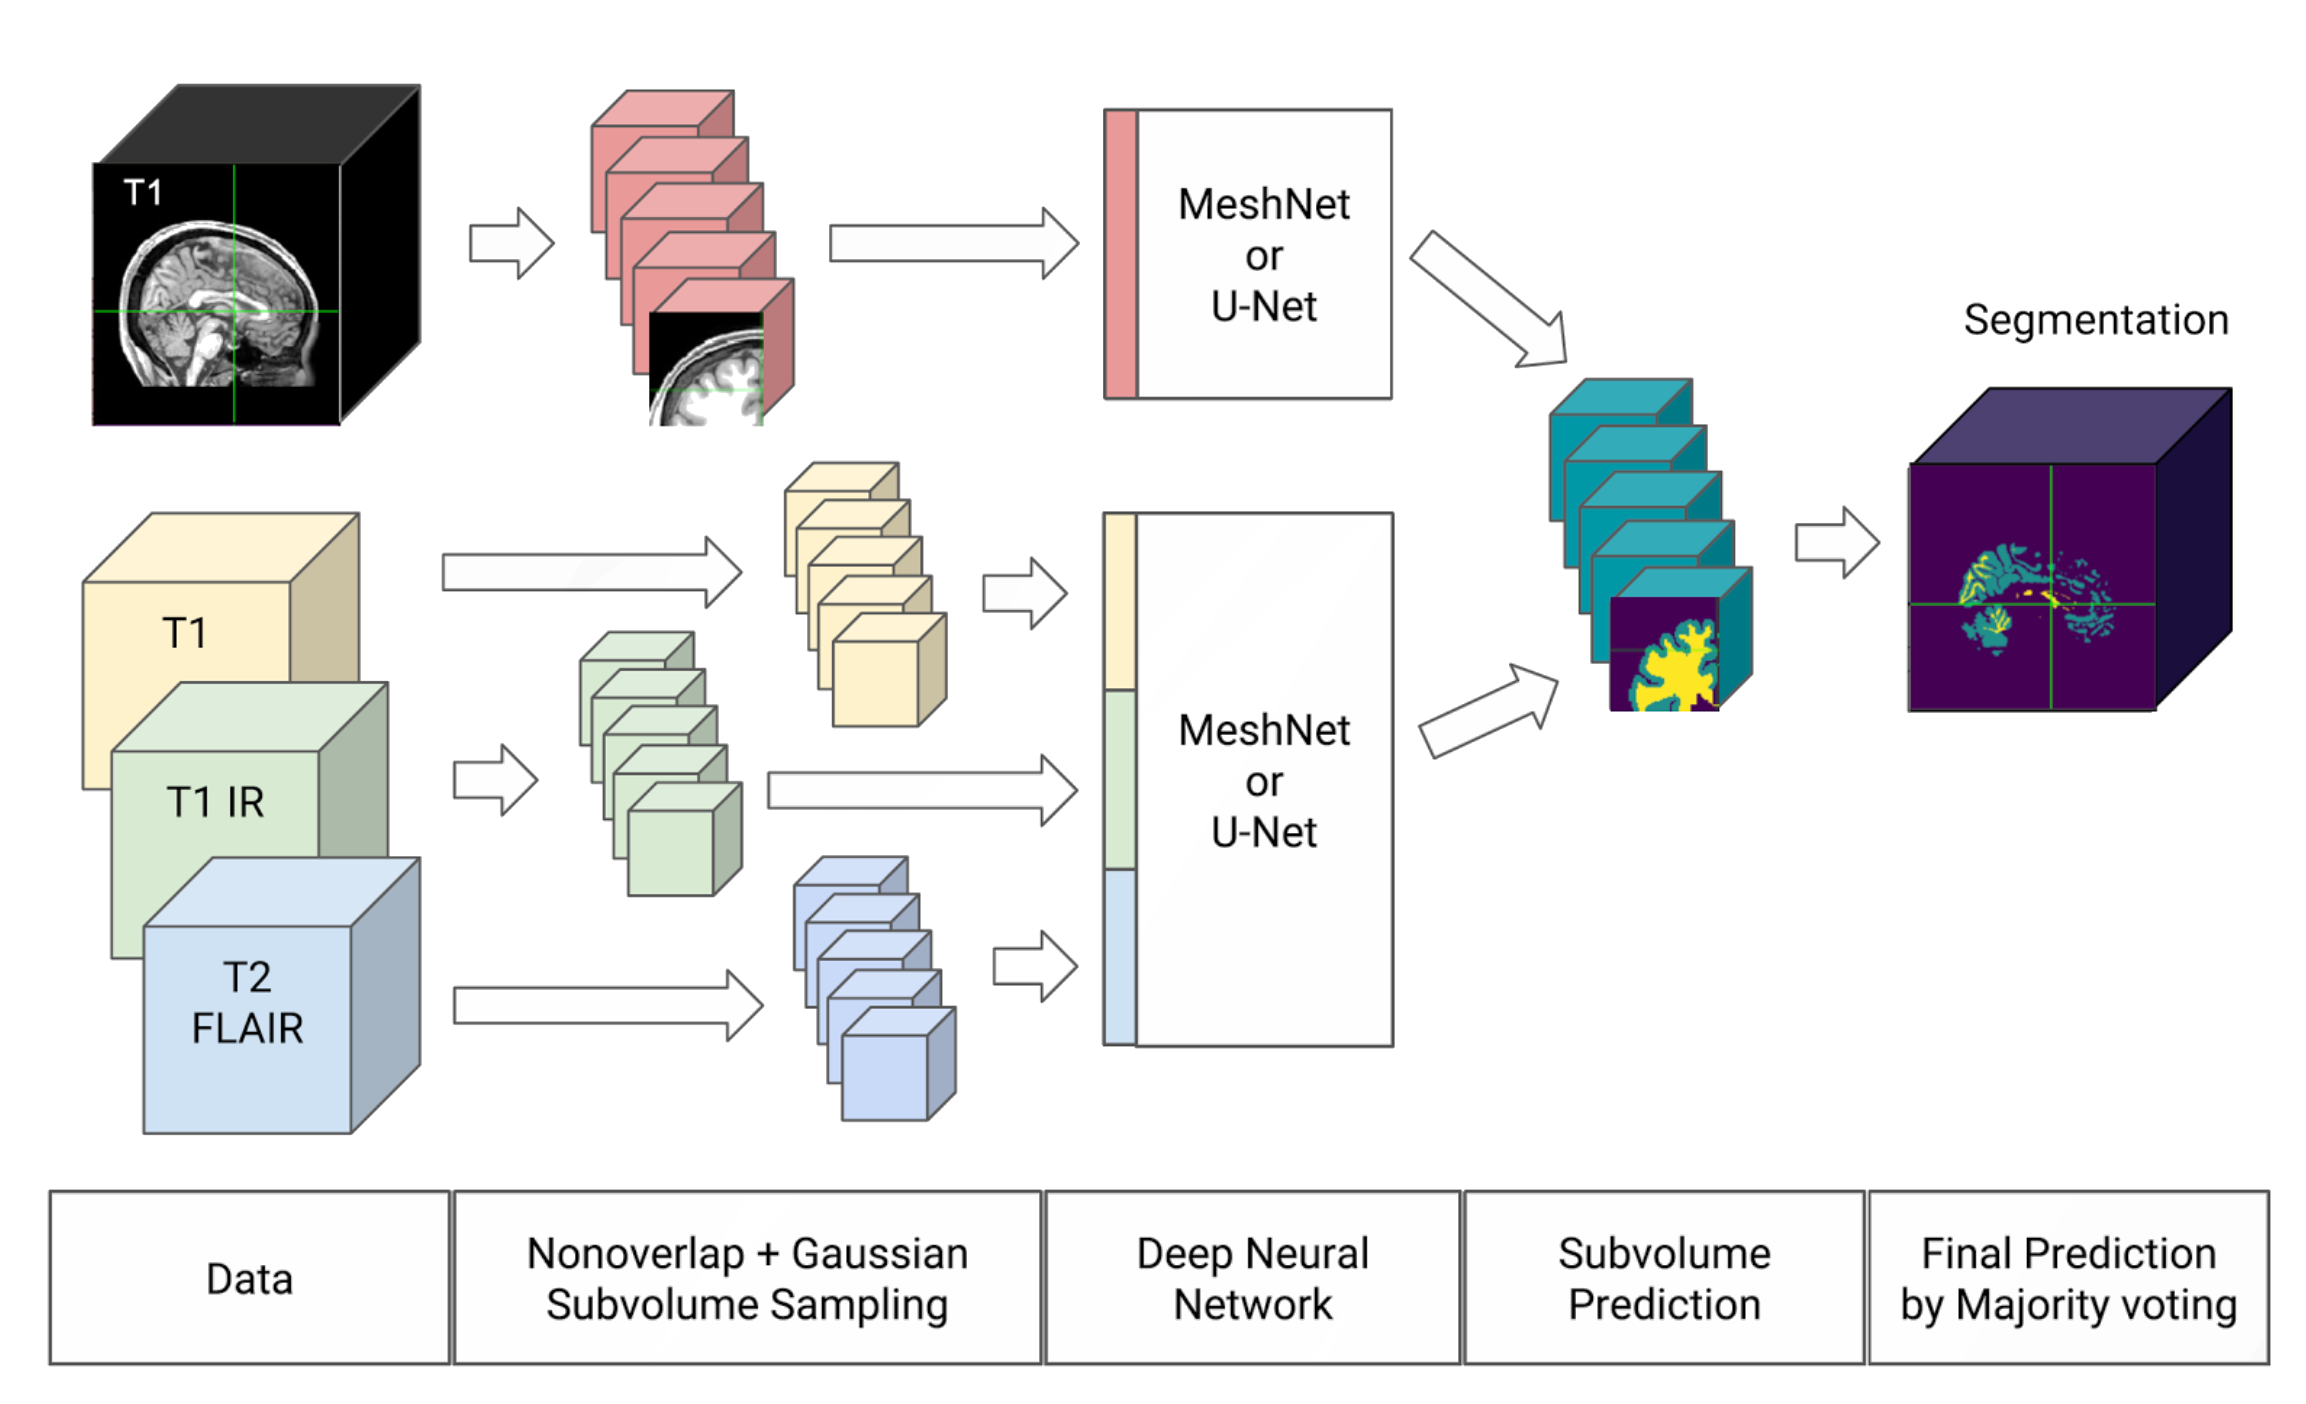 T1
MeshNet
or
U-Net
Segmentation
T1
T1 IR
T2
FLAIR
MeshNet
or
U-Net
Data
Nonoverlap + Gaussian
Subvolume Sampling
Deep Neural
Network
Subvolume
Prediction
Final Prediction
by Majority voting